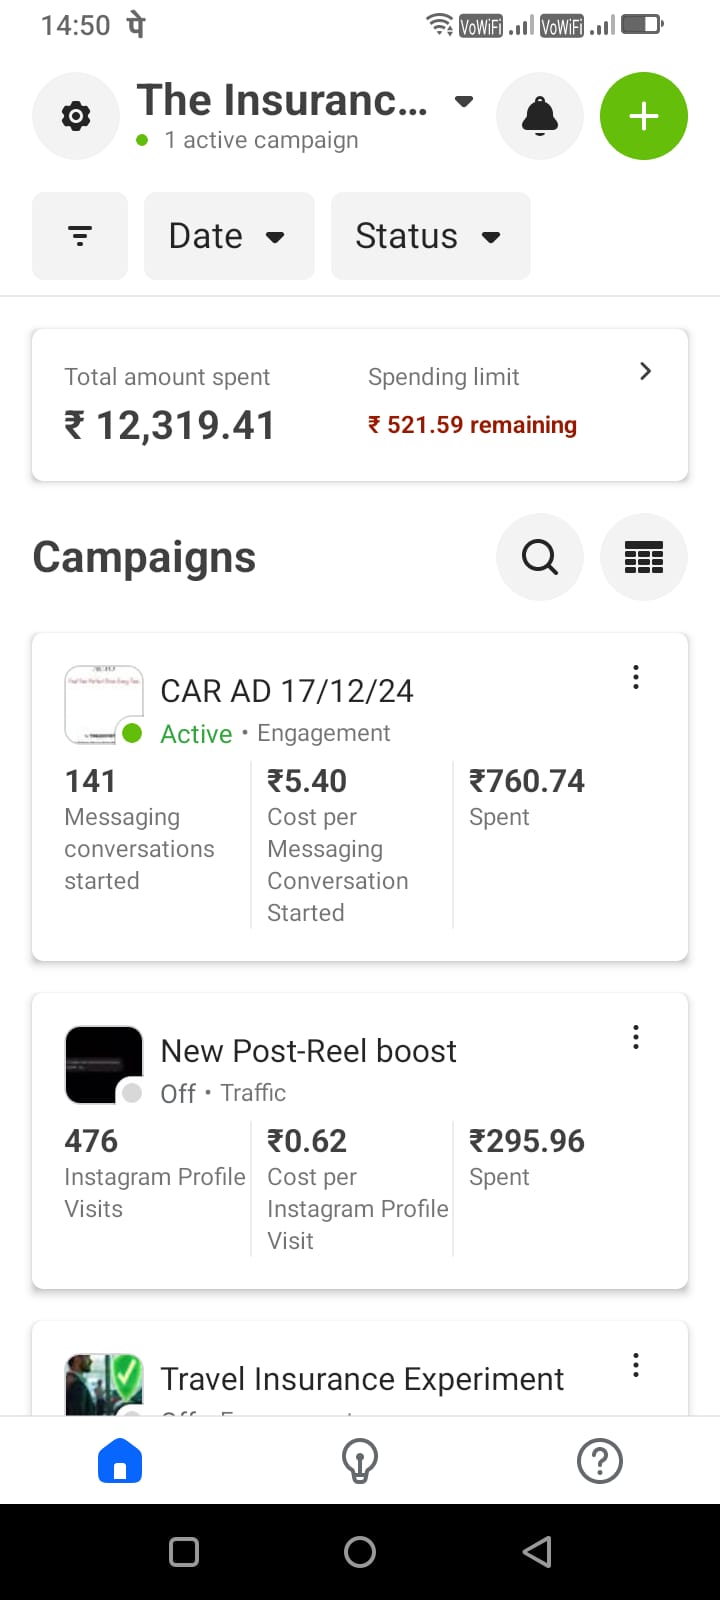 14:50 पे VoWiFi VoWiFi
The Insuranc...
1 active campaign
Date Status
Total amount spent Spending limit
₹ 12,319.41 ₹ 521.59 remaining
Campaigns
CAR AD 17/12/24
Active • Engagement
141 ₹5.40 ₹760.74
Messaging Cost per Spent
conversations Messaging
started Conversation
Started
New Post-Reel boost
Off • Traffic
476 ₹0.62 ₹295.96
Instagram Profile Cost per Spent
Visits Instagram Profile
Visit
Travel Insurance Experiment